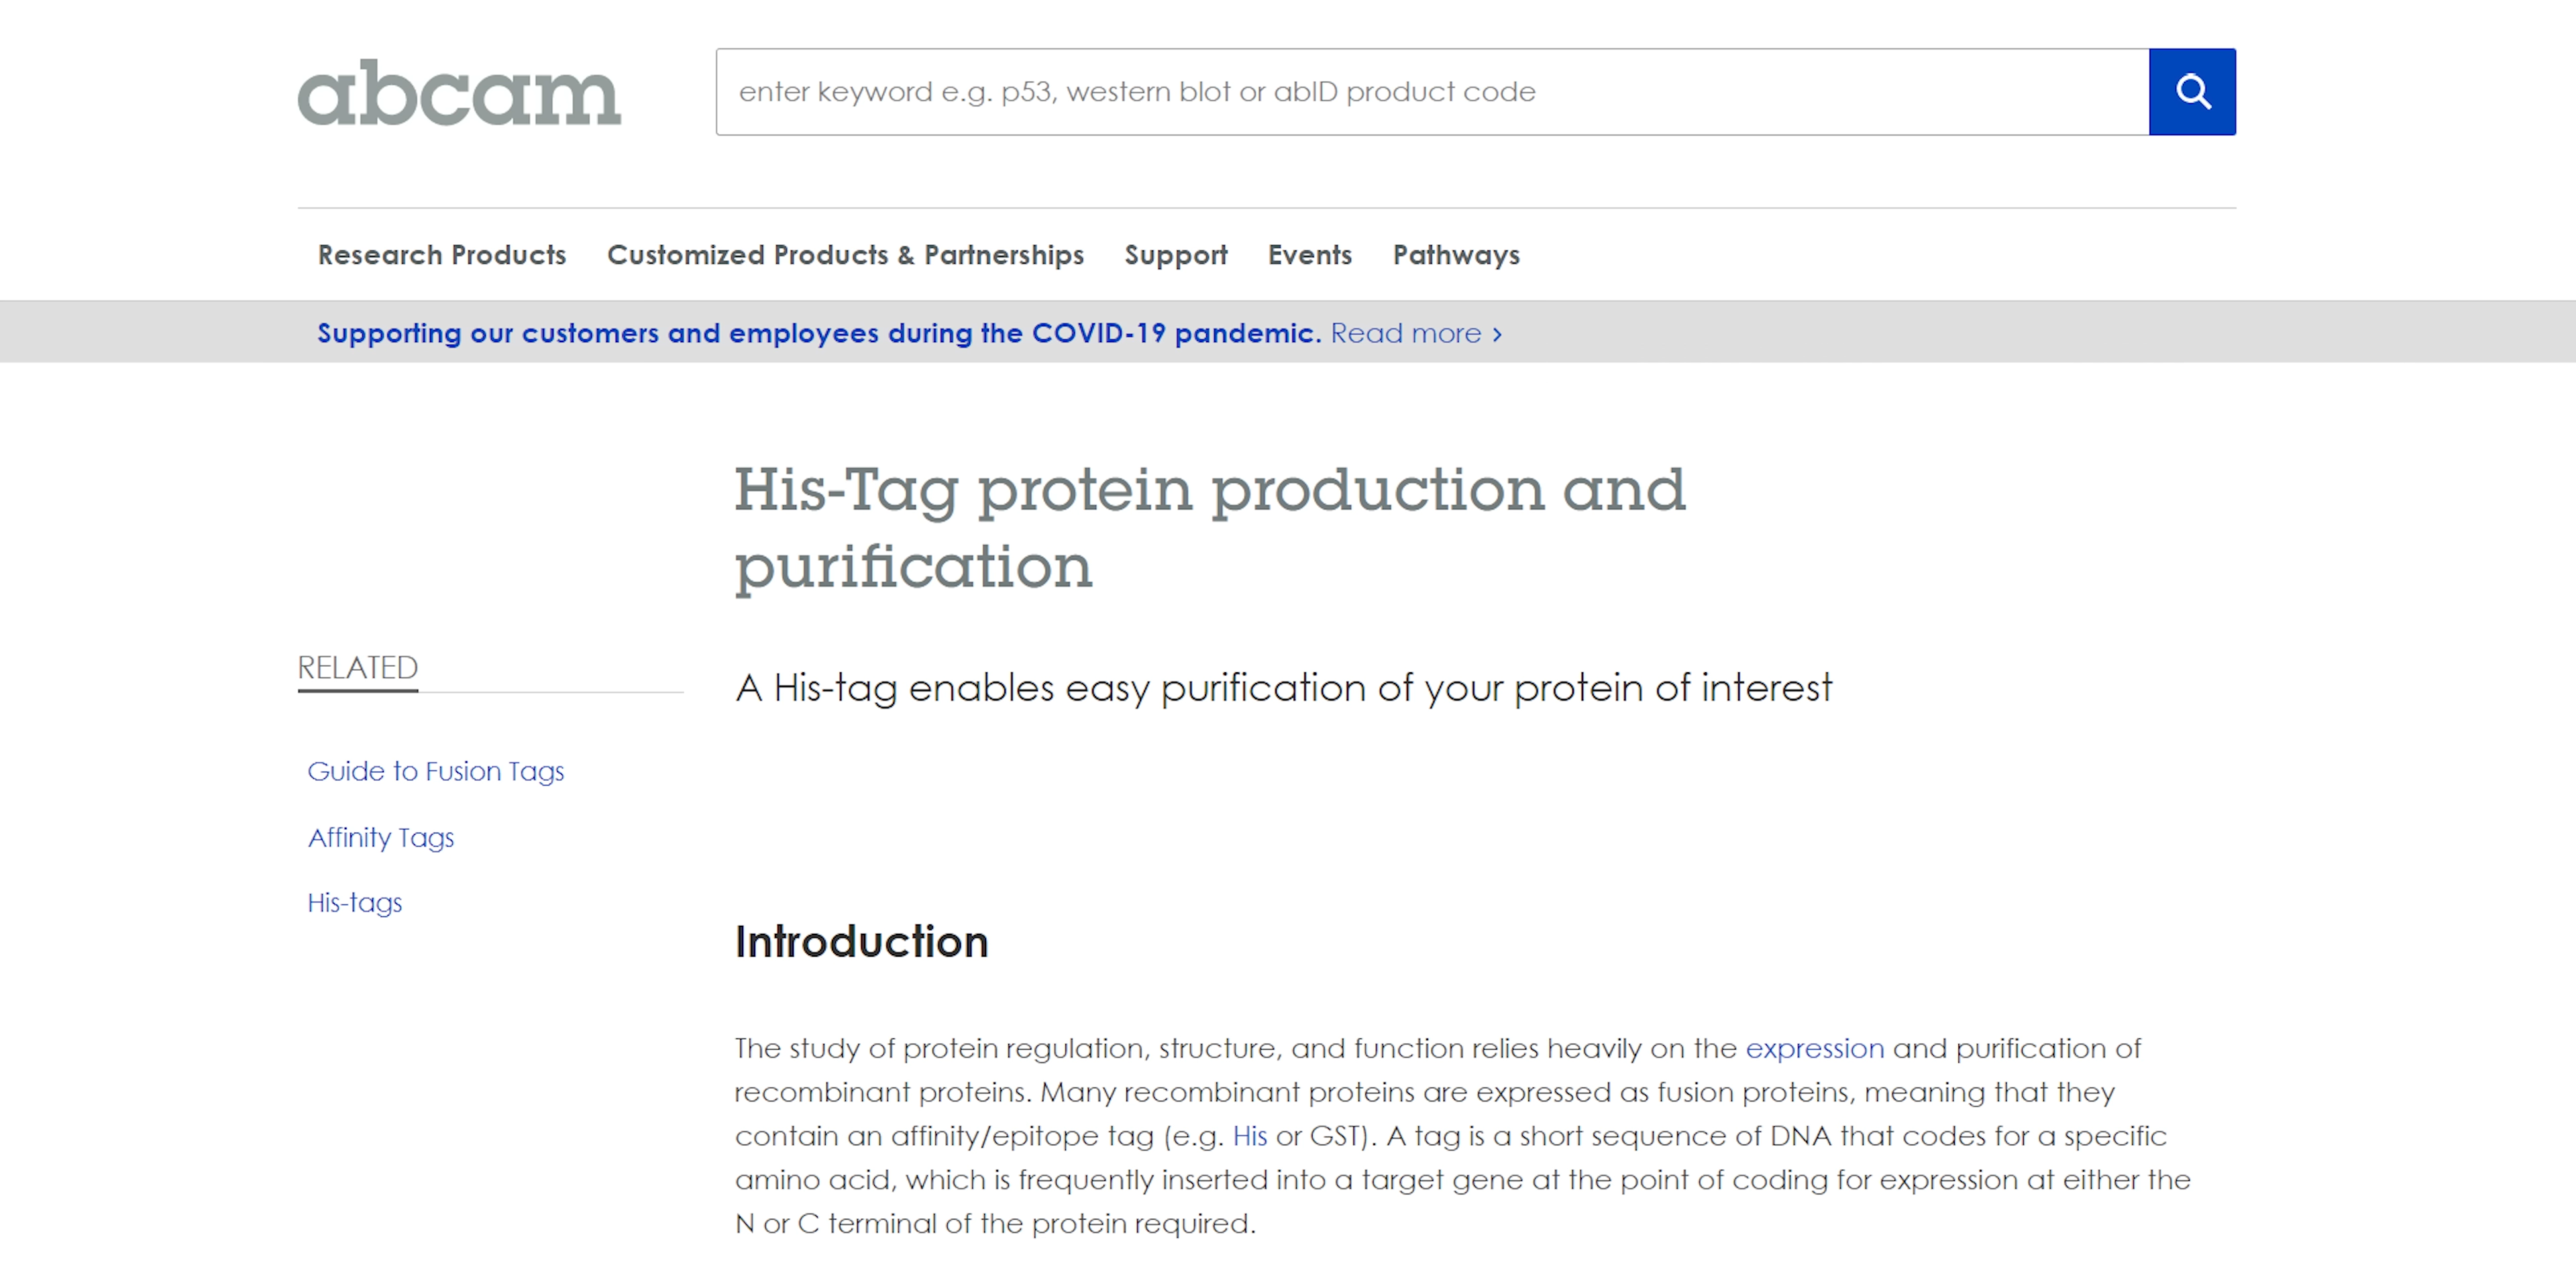 abcam
enter keyword e.g. p53, western blot or abID product code
Research Products Customized Products & Partnerships Support Events Pathways
Supporting our customers and employees during the COVID-19 pandemic. Read more >
His-Tag protein production and
purification
RELATED
A His-tag enables easy purification of your protein of interest
Guide to Fusion Tags
Affinity Tags
His-tags
Introduction
The study of protein regulation, structure, and function relies heavily on the expression and purification of
recombinant proteins. Many recombinant proteins are expressed as fusion proteins, meaning that they
contain an affinity/epitope tag (e.g. His or GST). A tag is a short sequence of DNA that codes for a specific
amino acid, which is frequently inserted into a target gene at the point of coding for expression at either the
N or C terminal of the protein required.